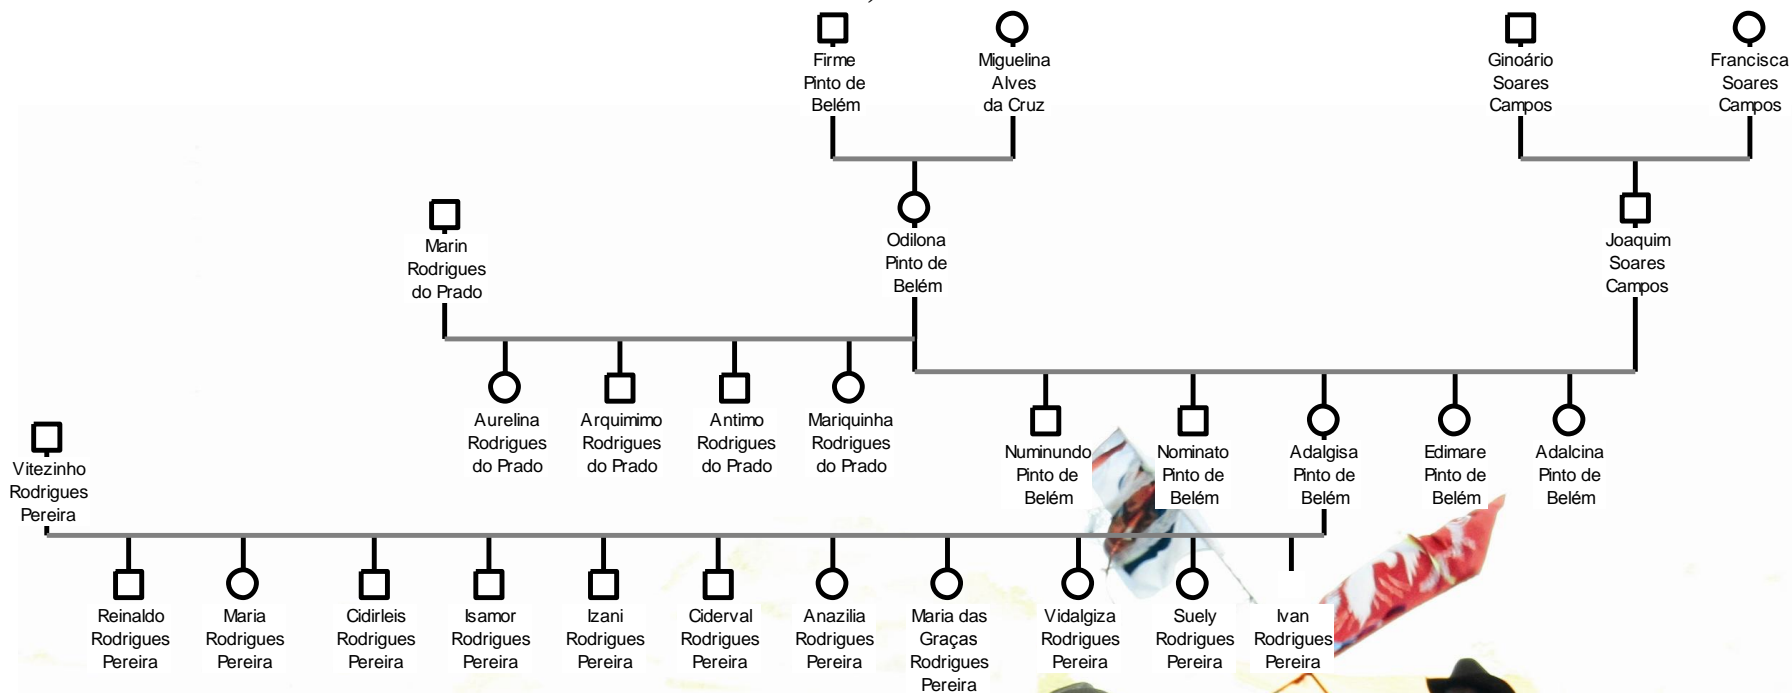 Firme
Pinto de
Belém
Miguelina
Alves
da Cruz
Ginoário
Soares
Campos
Francisca
Soares
Campos
Marin
Rodrigues
do Prado
Odilona
Pinto de
Belém
Joaquim
Soares
Campos
Aurelina
Rodrigues
do Prado
Arquimimo
Rodrigues
do Prado
Antimo
Rodrigues
do Prado
Mariquinha
Rodrigues
do Prado
Numinundo
Pinto de
Belém
Nominato
Pinto de
Belém
Adalgisa
Pinto de
Belém
Edimare
Pinto de
Belém
Adalcina
Pinto de
Belém
Vitezinho
Rodrigues
Pereira
Reinaldo
Rodrigues
Pereira
Maria
Rodrigues
Pereira
Cidirleis
Rodrigues
Pereira
Isamor
Rodrigues
Pereira
Izani
Rodrigues
Pereira
Ciderval
Rodrigues
Pereira
Anazilia
Rodrigues
Pereira
Maria das
Graças
Rodrigues
Pereira
Vidalgiza
Rodrigues
Pereira
Suely
Rodrigues
Pereira
Ivan
Rodrigues
Pereira